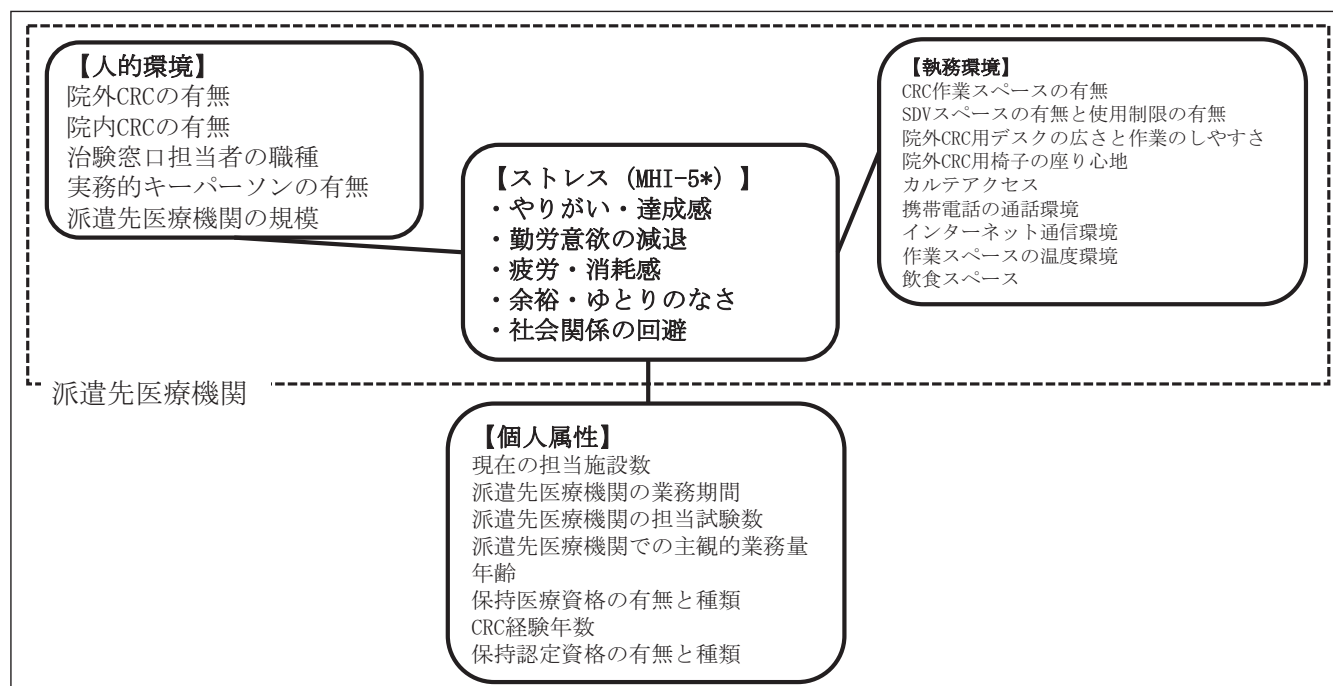 【人的環境】
院外CRCの有無
院内CRCの有無
治験窓口担当者の職種
実務的キーパーソンの有無
派遣先医療機関の規模
【ストレス (MHI-5*) 】
・やりがい・達成感
・勤労意欲の減退
・疲労・消耗感
・余裕・ゆとりのなさ
・社会関係の回避
【執務環境】
CRC作業スペースの有無
SDVスペースの有無と使用制限の有無
院外CRC用デスクの広さと作業のしやすさ
院外CRC用椅子の座り心地
カルテアクセス
携帯電話の通話環境
インターネット通信環境
作業スペースの温度環境
飲食スペース
派遣先医療機関
【個人属性】
現在の担当施設数
派遣先医療機関の業務期間
派遣先医療機関の担当試験数
派遣先医療機関での主観的業務量
年齢
保持医療資格の有無と種類
CRC経験年数
保持認定資格の有無と種類